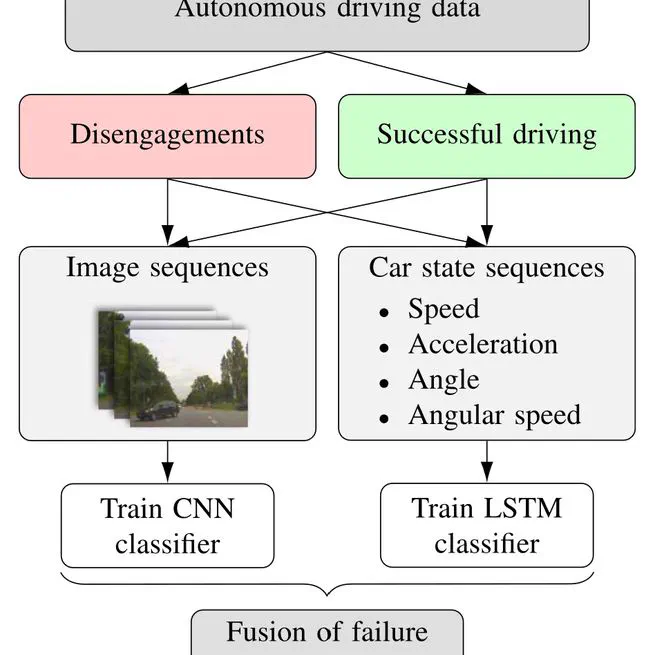 Autonomous driving data
Disengagements
Successful driving
Image sequences
Car state sequences
• Speed
• Acceleration
• Angle
• Angular speed
Train CNN
classifier
Train LSTM
classifier
Fusion of failure